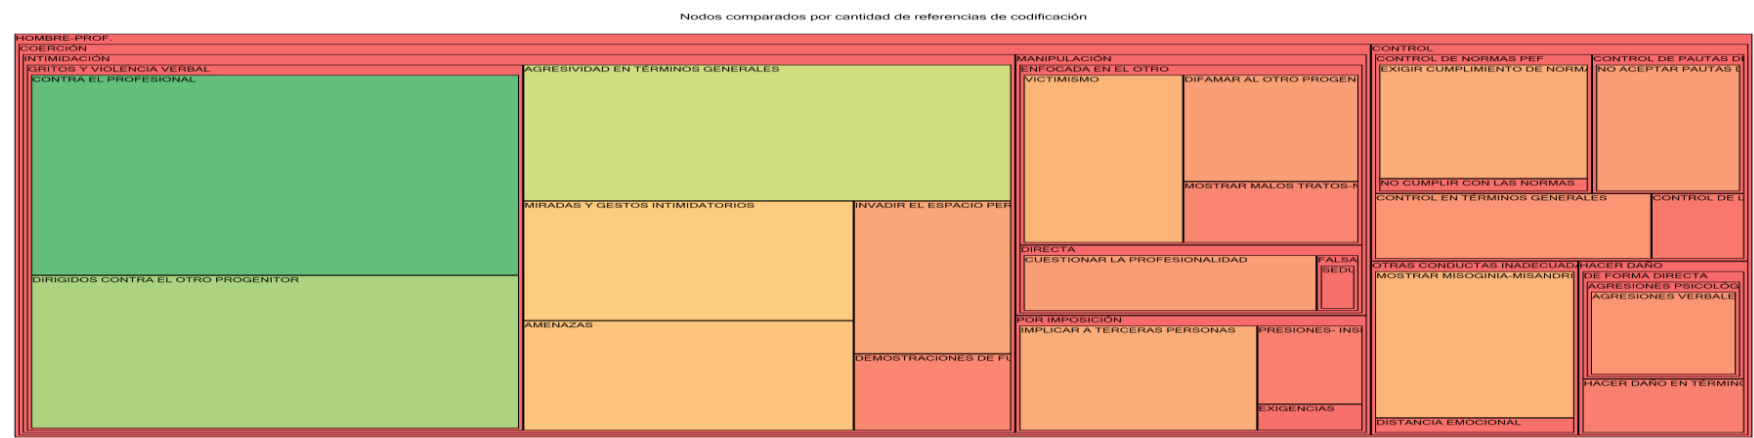 Nodos comparados por cantidad de referencias de codificación
HOMBRE-PROF.
COERCIÓN
INTIMIDACIÓN
GRITOS Y VIOLENCIA VERBAL
CONTRA EL PROFESIONAL
DIRIGIDOS CONTRA EL OTRO PROGENITOR
AGRESIVIDAD EN TÉRMINOS GENERALES
MIRADAS Y GESTOS INTIMIDATORIOS
AMENAZAS
INVADIR EL ESPACIO PER
DEMOSTRACIONES DE FU
MANIPULACIÓN
ENFOCADA EN EL OTRO
VICTIMISMO
DIFAMAR AL OTRO PROGEN
MOSTRAR MALOS TRATOS-
DIRECTA
CUESTIONAR LA PROFESIONALIDAD
FALSA
SEDU
POR IMPOSICIÓN
IMPLICAR A TERCERAS PERSONAS
PRESIONES- INSI
EXIGENCIAS
CONTROL
CONTROL DE NORMAS PEF
EXIGIR CUMPLIMIENTO DE NORMA
NO CUMPLIR CON LAS NORMAS
CONTROL DE PAUTAS DE
NO ACEPTAR PAUTAS D
CONTROL EN TÉRMINOS GENERALES
CONTROL DE L
OTRAS CONDUCTAS INADECUADA
MOSTRAR MISOGINIA-MISANDRI
DISTANCIA EMOCIONAL
HACER DAÑO
DE FORMA DIRECTA
AGRESIONES PSICOLÓG
AGRESIONES VERBALE
HACER DAÑO EN TÉRMINO